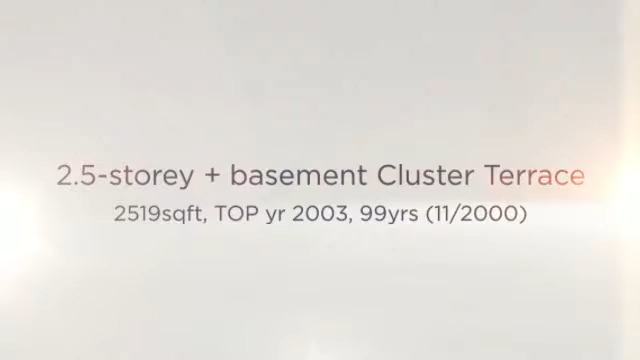 2.5-storey + basement Cluster Terrace
2519sqft, TOP yr 2003, 99yrs (11/2000)